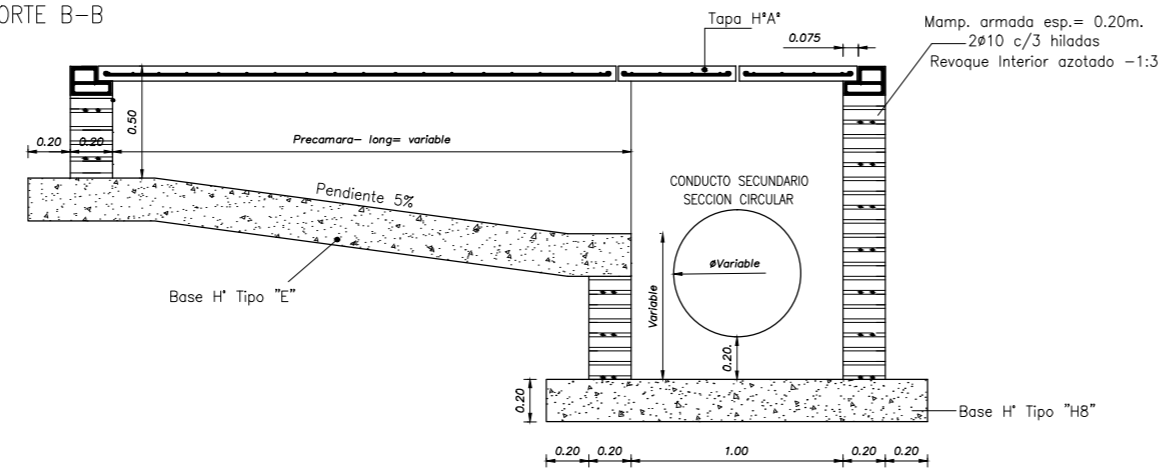 ORTE B-B
Tapa H°A°
0.075
Mamp. armada esp.= 0.20m.
2ø10 c/3 hiladas
Revoque Interior azotado -1:3
0.20
0.20
0.50
Precamara- long= variable
Pendiente 5%
CONDUCTO SECUNDARIO
SECCION CIRCULAR
øVariable
Base H° Tipo "E"
Variable
0.20.
0.20
Base H° Tipo "H8"
0.20
0.20
1.00
0.20
0.20